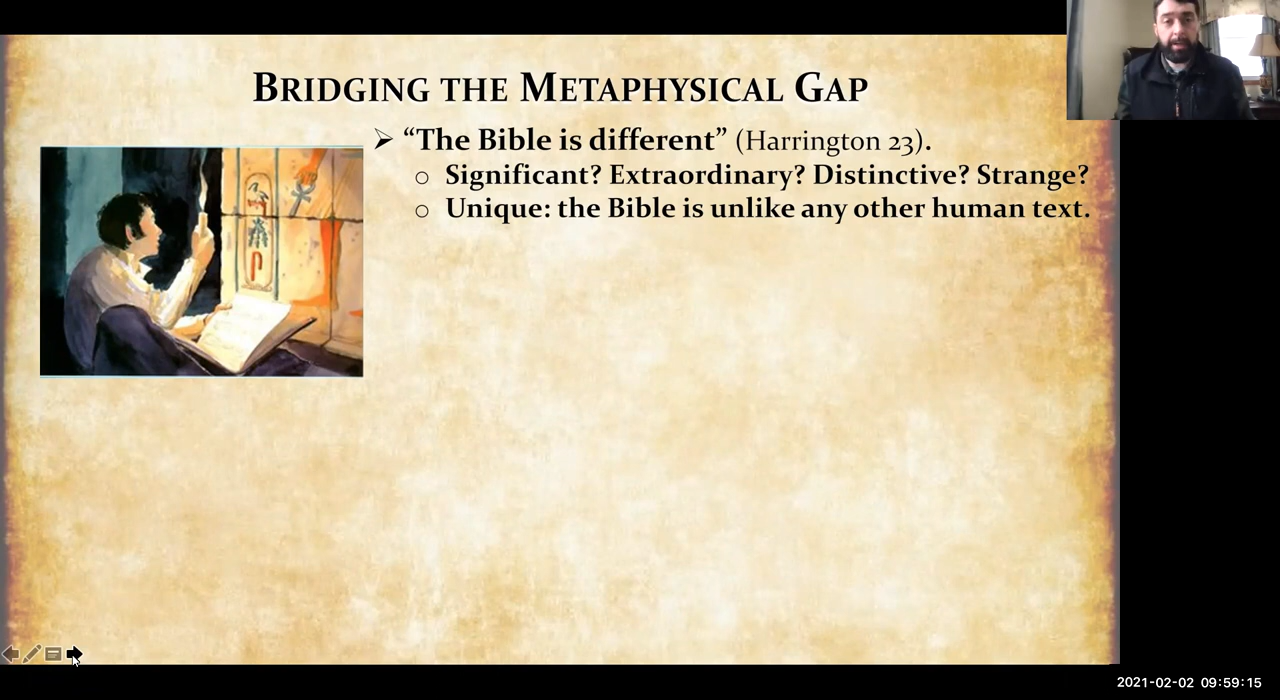 BRIDGING THE METAPHYSICAL GAP
“The Bible is different” (Harrington 23).
Significant? Extraordinary? Distinctive? Strange?
Unique: the Bible is unlike any other human text.
2021-02-02 09:59:15